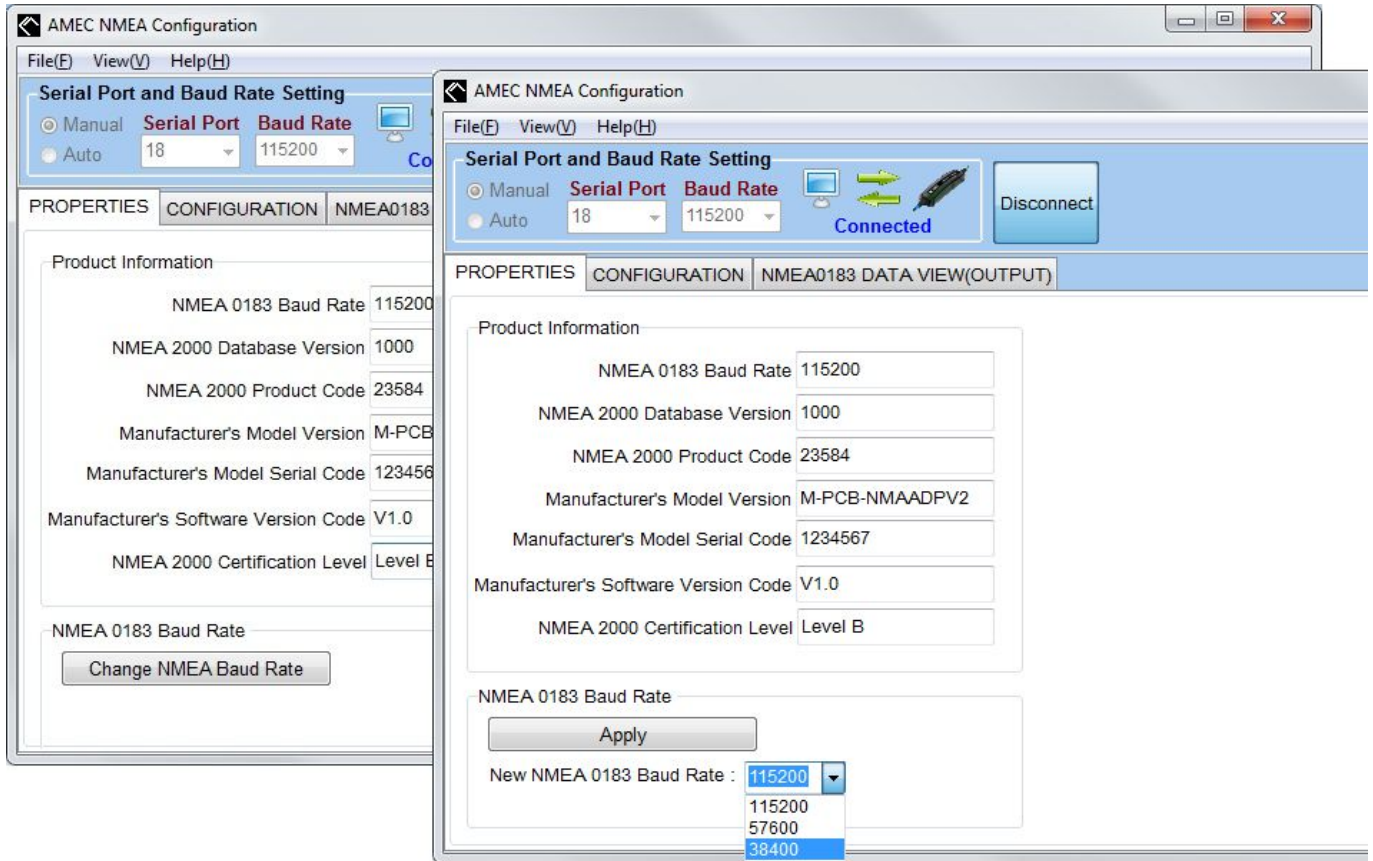 AMEC NMEA Configuration
File(F) View(V) Help(H)
Serial Port and Baud Rate Setting
Manual Serial Port Baud Rate
Auto 18 115200
Co
PROPERTIES CONFIGURATION NMEA0183
Product Information
NMEA 0183 Baud Rate 115200
NMEA 2000 Database Version 1000
NMEA 2000 Product Code 23584
Manufacturer's Model Version M-PCB
Manufacturer's Model Serial Code 123456
Manufacturer's Software Version Code V1.0
NMEA 2000 Certification Level Level B
NMEA 0183 Baud Rate
Change NMEA Baud Rate
AMEC NMEA Configuration
File(F) View(V) Help(H)
Serial Port and Baud Rate Setting
Manual Serial Port Baud Rate
Auto 18 115200
Connected
Disconnect
PROPERTIES CONFIGURATION NMEA0183 DATA VIEW(OUTPUT)
Product Information
NMEA 0183 Baud Rate 115200
NMEA 2000 Database Version 1000
NMEA 2000 Product Code 23584
Manufacturer's Model Version M-PCB-NMAADPV2
Manufacturer's Model Serial Code 1234567
Manufacturer's Software Version Code V1.0
NMEA 2000 Certification Level Level B
NMEA 0183 Baud Rate
Apply
New NMEA 0183 Baud Rate : 115200
115200
57600
38400